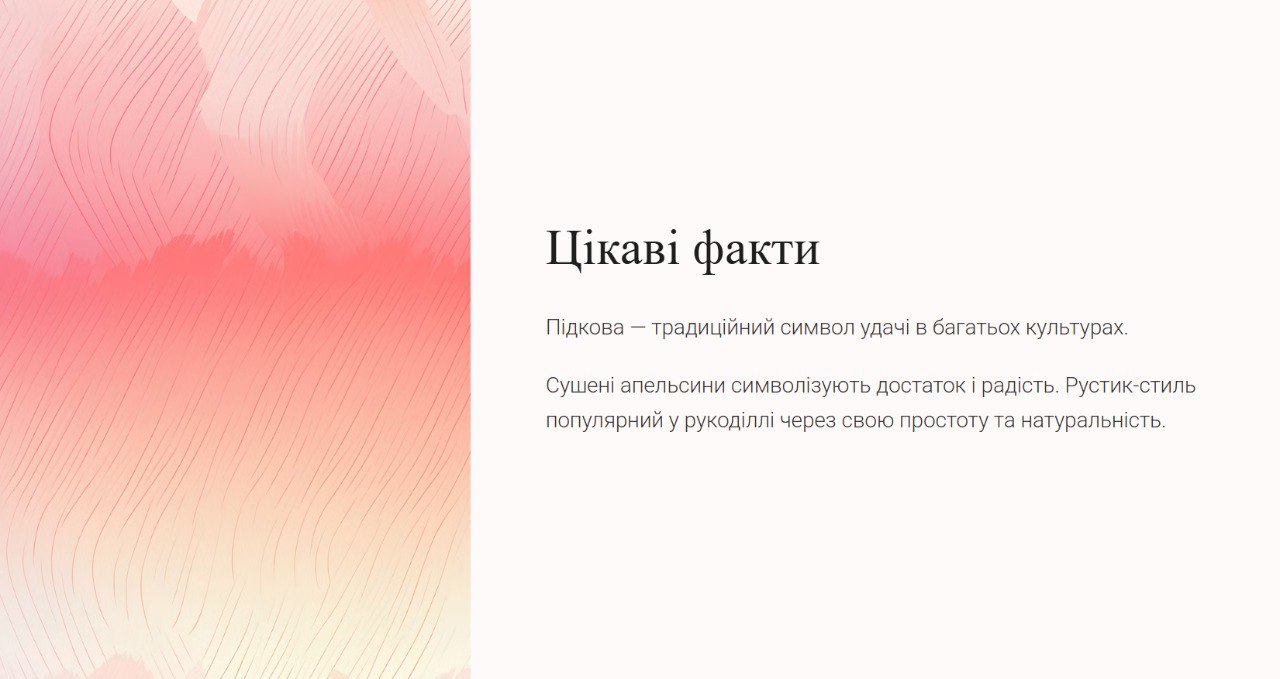 Цікаві факти
Підкова — традиційний символ удачі в багатьох культурах.
Сушені апельсини символізують достаток і радість. Рустик-стиль
популярний у рукоділлі через свою простоту та натуральність.